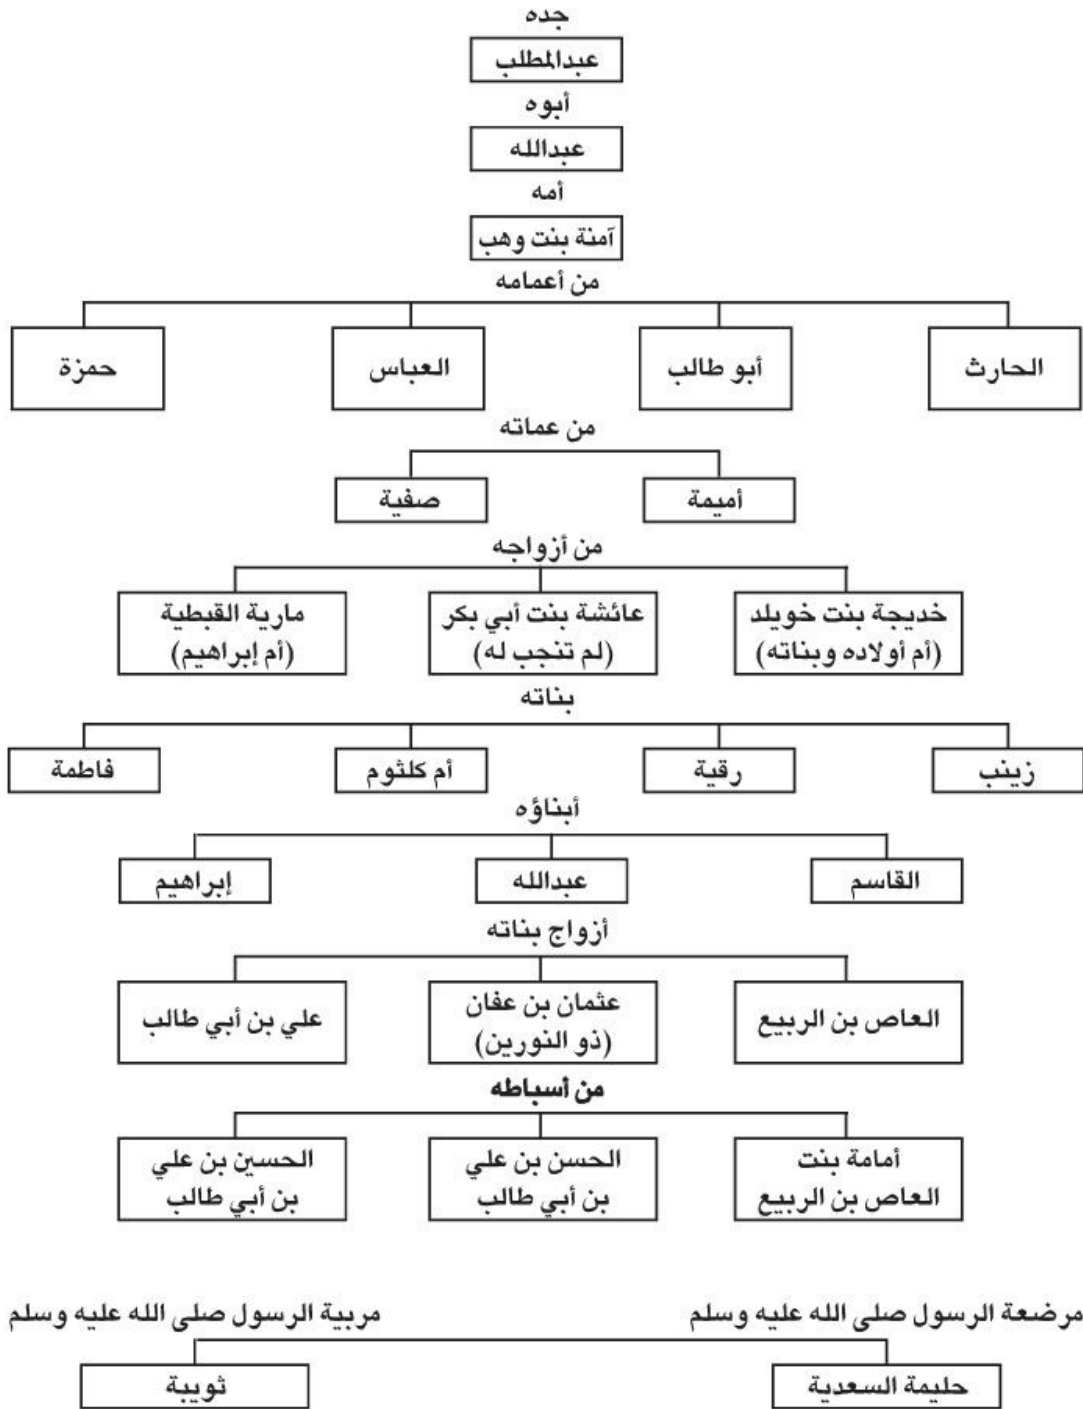 جده
عبدالمطلب
أبوه
عبدالله
أمه
آمنة بنت وهب
من أعمامه
الحارث
أبو طالب
العباس
حمزة
من عماته
أميمة
صفية
من أزواجه
خديجة بنت خويلد
(أم أولاده وبناته)
عائشة بنت أبي بكر
(لم تنجب له)
مارية القبطية
(أم إبراهيم)
بناته
زينب
رقية
أم كلثوم
فاطمة
أبناؤه
القاسم
عبدالله
إبراهيم
أزواج بناته
العاص بن الربيع
عثمان بن عفان
(ذو النورين)
علي بن أبي طالب
من أسباطه
أمامة بنت
العاص بن الربيع
الحسن بن علي
بن أبي طالب
الحسين بن علي
بن أبي طالب
مرضعة الرسول صلى الله عليه وسلم
حليمة السعدية
مربية الرسول صلى الله عليه وسلم
ثويبة